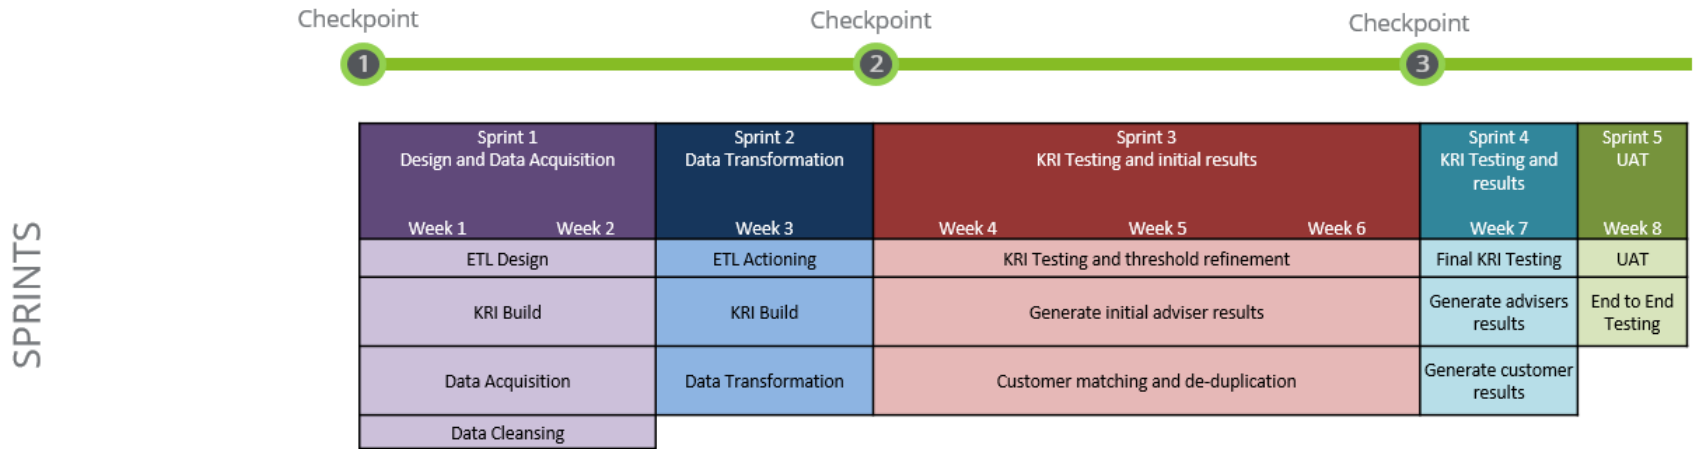 Checkpoint
Checkpoint
Checkpoint
1
2
3
SPRINTS
Sprint 1
Design and Data Acquisition
Week 1
Week 2
Sprint 2
Data Transformation
Week 3
Sprint 3
KRI Testing and initial results
Week 4
Week 5
Week 6
Sprint 4
KRI Testing and
results
Week 7
Sprint 5
UAT
Week 8
ETL Design
ETL Actioning
KRI Testing and threshold refinement
Final KRI Testing
UAT
KRI Build
KRI Build
Generate initial adviser results
Generate advisers
results
End to End
Testing
Data Acquisition
Data Transformation
Customer matching and de-duplication
Generate customer
results
Data Cleansing